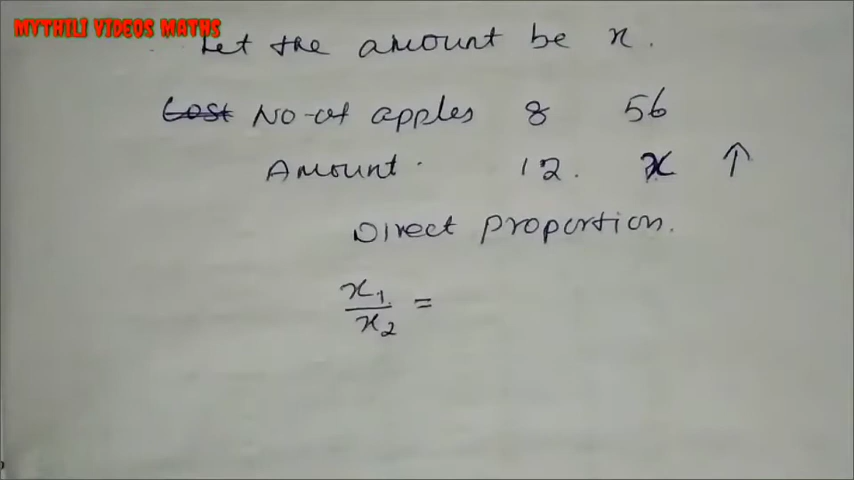 MYTHILI VIDEOS MATHS
Let the amount be x.
Cost No of apples 8 56
Amount 12. x ↑
Direct proportion.
x1/x2 =